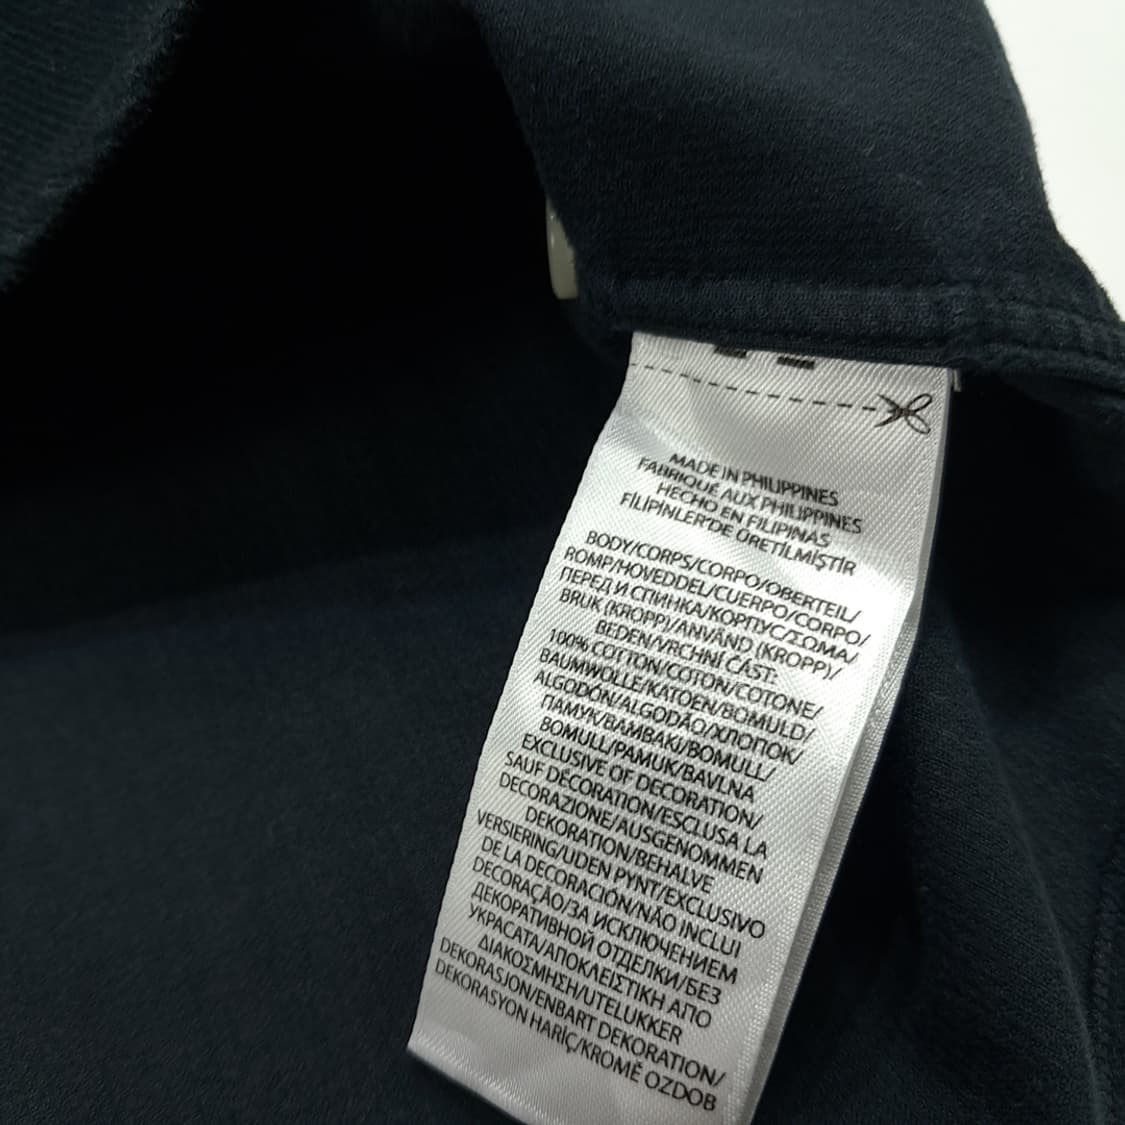 MADE IN PHILIPPINES
FABRIQUÉ AUX PHILIPPINES
HECHO EN FILIPINAS
FİLİPİNLER'DE ÜRETİLMİŞTİR
BODY/CORPS/CORPO/OBERTEIL/
ROMP/HOVEDDEL/CUERPO/CORPO/
ПЕРЕД И СПИНКА/КОРПУС/ΣΩΜΑ/
BRUK (KROPP)/ANVÄND (KROPP)/
BEDEN/VRCHNÍ ČÁST:
100% COTTON/COTON/COTONE/
BAUMWOLLE/KATOEN/BOMULD/
ALGODÓN/ALGODÃO/ХЛОПОК/
ПАМУК/ΒΑΜΒΑΚΙ/BOMULL/
BOMULL/PAMUK/BAVLNA
EXCLUSIVE OF DECORATION/
SAUF DÉCORATION/ESCLUSA LA
DECORAZIONE/AUSGENOMMEN
DEKORATION/BEHALVE
VERSIERING/UDEN PYNT/EXCLUSIVO
DE LA DECORACIÓN/NÃO INCLUI
DECORAÇÃO/ЗА ИСКЛЮЧЕНИЕМ
ДЕКОРАТИВНОЙ ОТДЕЛКИ/БЕЗ
УКРАСАТА/ΑΠΟΚΛΕΙΣΤΙΚΗ ΑΠΟ
ΔΙΑΚΟΣΜΗΣΗ/UTELUKKER
DEKORASJON/ENBART DEKORATION/
DEKORASYON HARİÇ/KROMĚ OZDOB